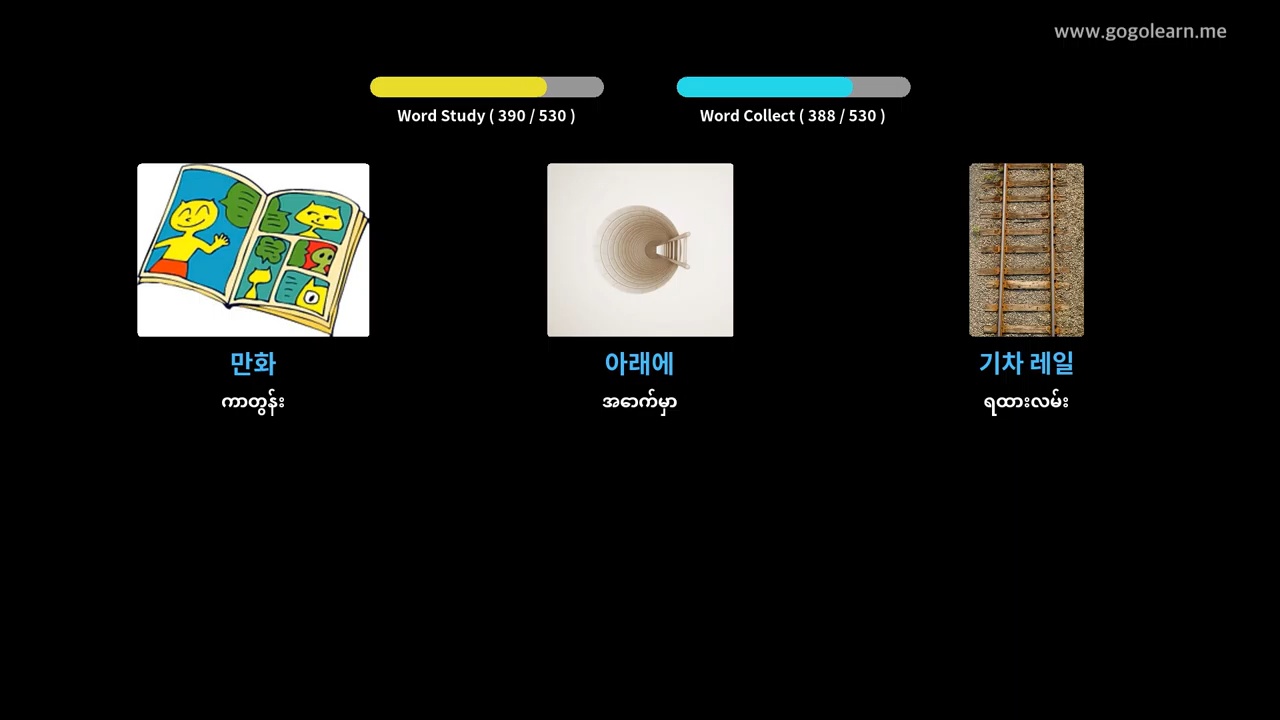 www.gogolearn.me
Word Study ( 390 / 530 )
Word Collect ( 388 / 530 )
만화
아래에
기차 레일
ကာတွန်း
အောက်မှာ
ရထားလမ်း